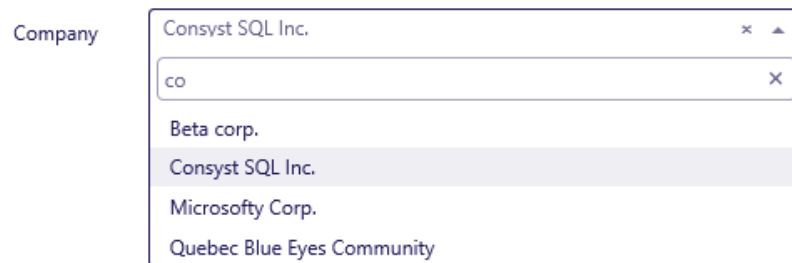 Company
Consyst SQL Inc.
co
Beta corp.
Consyst SQL Inc.
Microsofty Corp.
Quebec Blue Eyes Community